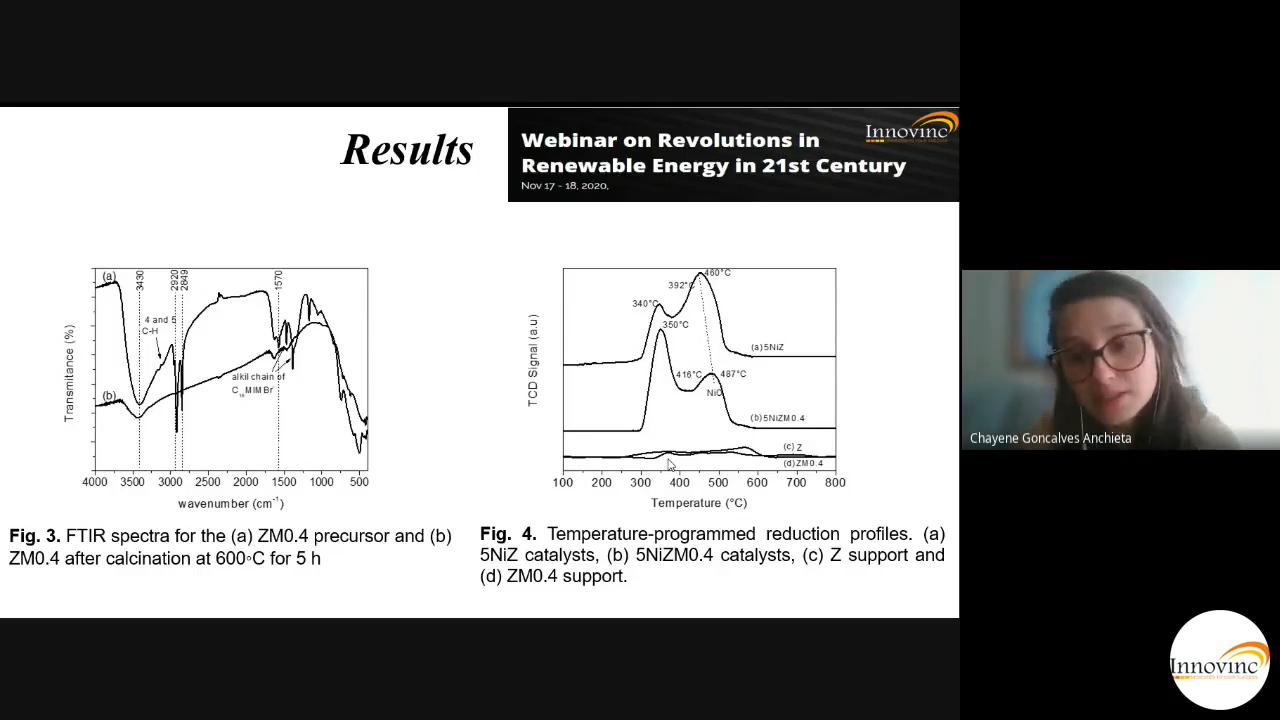 Results
Webinar on Revolutions in
Renewable Energy in 21st Century
Nov 17 - 18, 2020,
Innovinc
(a)
3430
2920
2849
1570
4 and 5
C-H
(b)
alkil chain of
C16MIMBr
Transmitance (%)
4000 3500 3000 2500 2000 1500 1000 500
wavenumber (cm-1)
Fig. 3. FTIR spectra for the (a) ZM0.4 precursor and (b)
ZM0.4 after calcination at 600◦C for 5 h
460°C
392°C
340°C
350°C
(a)5NiZ
416°C
487°C
NiO
(b)5NiZM0.4
(c) Z
(d)ZM0.4
TCD Signal (a.u)
100 200 300 400 500 600 700 800
Temperature (°C)
Fig. 4. Temperature-programmed reduction profiles. (a)
5NiZ catalysts, (b) 5NiZM0.4 catalysts, (c) Z support and
(d) ZM0.4 support.
Chayene Goncalves Anchieta
Innovinc